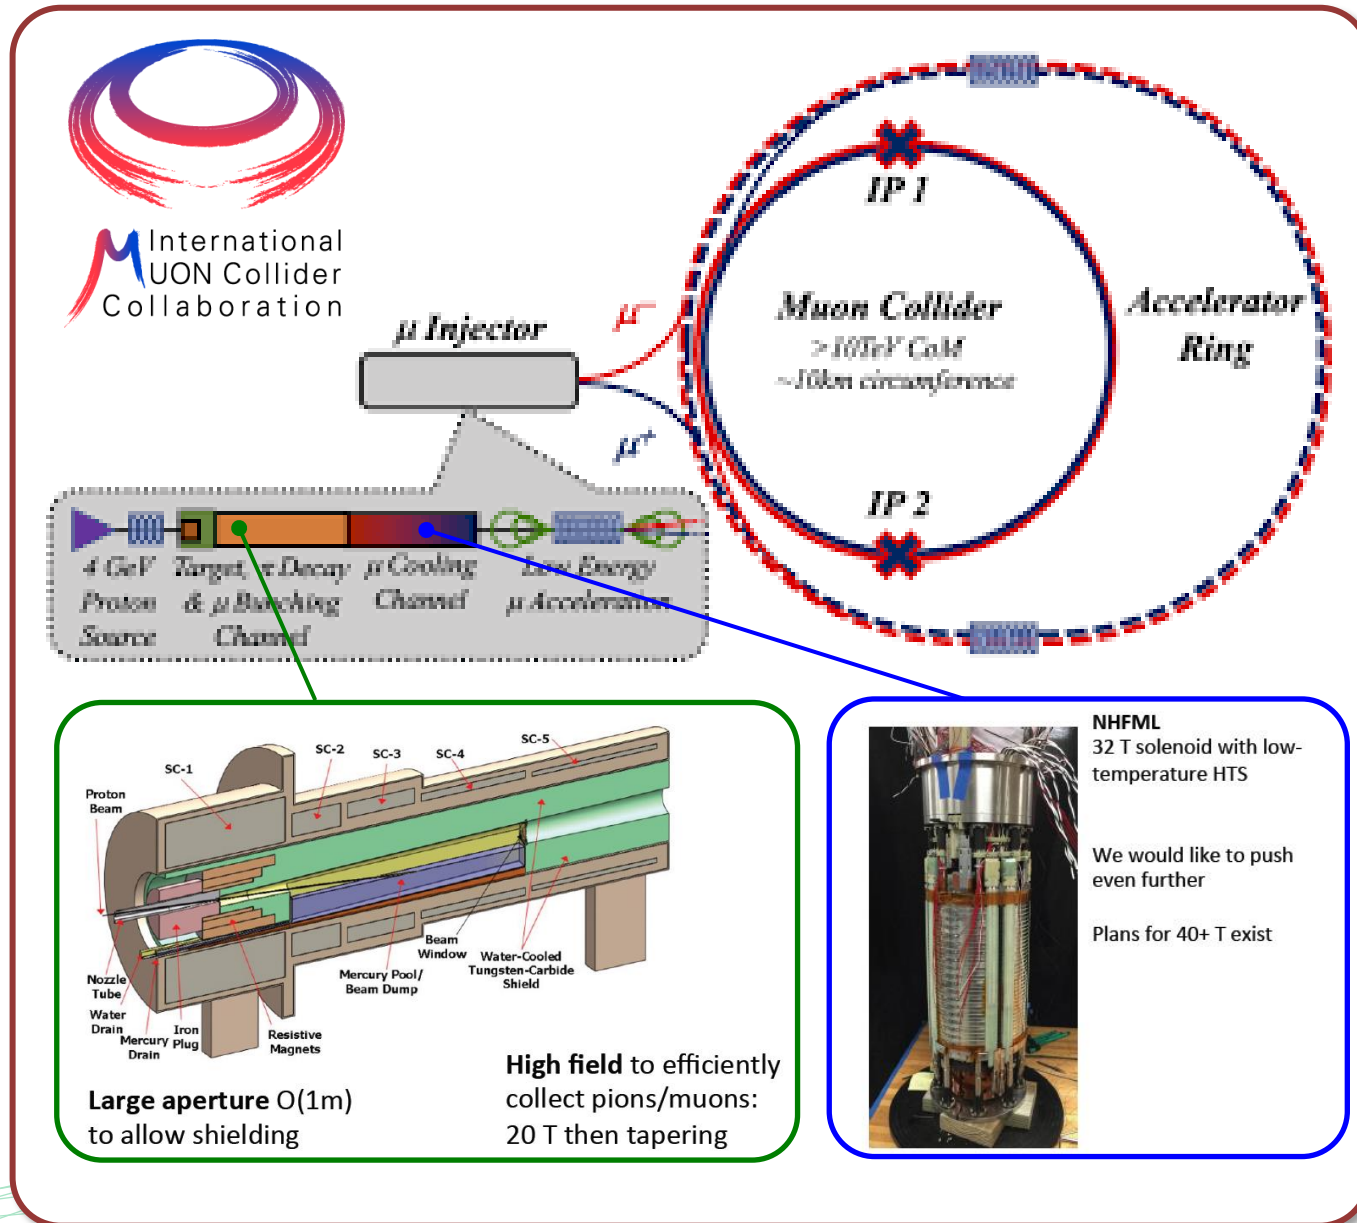 International
MUON Collider
Collaboration
μ Injector
μ⁻
μ⁺
IP 1
Muon Collider
>10TeV CoM
~10km circumference
IP 2
Accelerator
Ring
4 GeV
Proton
Source
Target, π Decay
& μ Bunching
Channel
μ Cooling
Channel
Low Energy
μ Acceleration
SC-1
SC-2
SC-3
SC-4
SC-5
Proton
Beam
Nozzle
Tube
Water
Drain
Mercury
Drain
Iron
Plug
Resistive
Magnets
Mercury Pool/
Beam Dump
Beam
Window
Water-Cooled
Tungsten-Carbide
Shield
Large aperture O(1m)
to allow shielding
High field to efficiently
collect pions/muons:
20 T then tapering
NHFML
32 T solenoid with low-
temperature HTS
We would like to push
even further
Plans for 40+ T exist